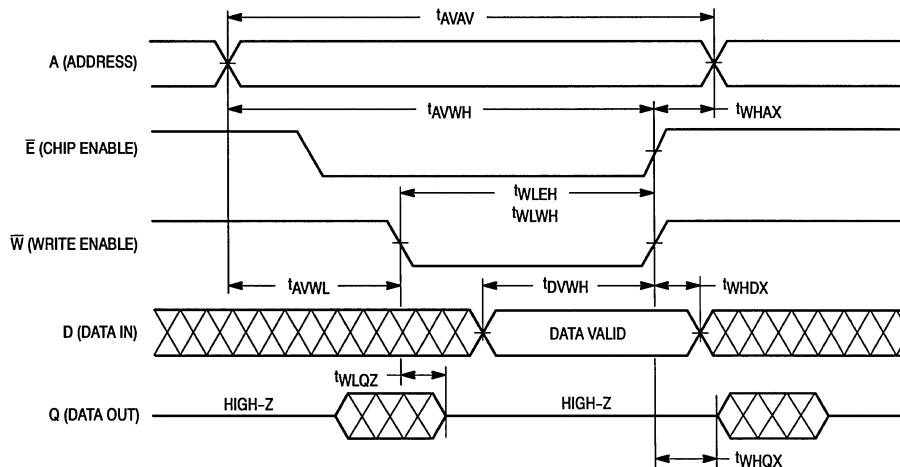 tAVAV
A (ADDRESS)
tAVWH
tWHAX
E̅ (CHIP ENABLE)
tWLEH
tWLWH
W̅ (WRITE ENABLE)
tAVWL
tDVWH
tWHDX
D (DATA IN)
DATA VALID
tWLQZ
Q (DATA OUT)
HIGH–Z
HIGH–Z
tWHQX